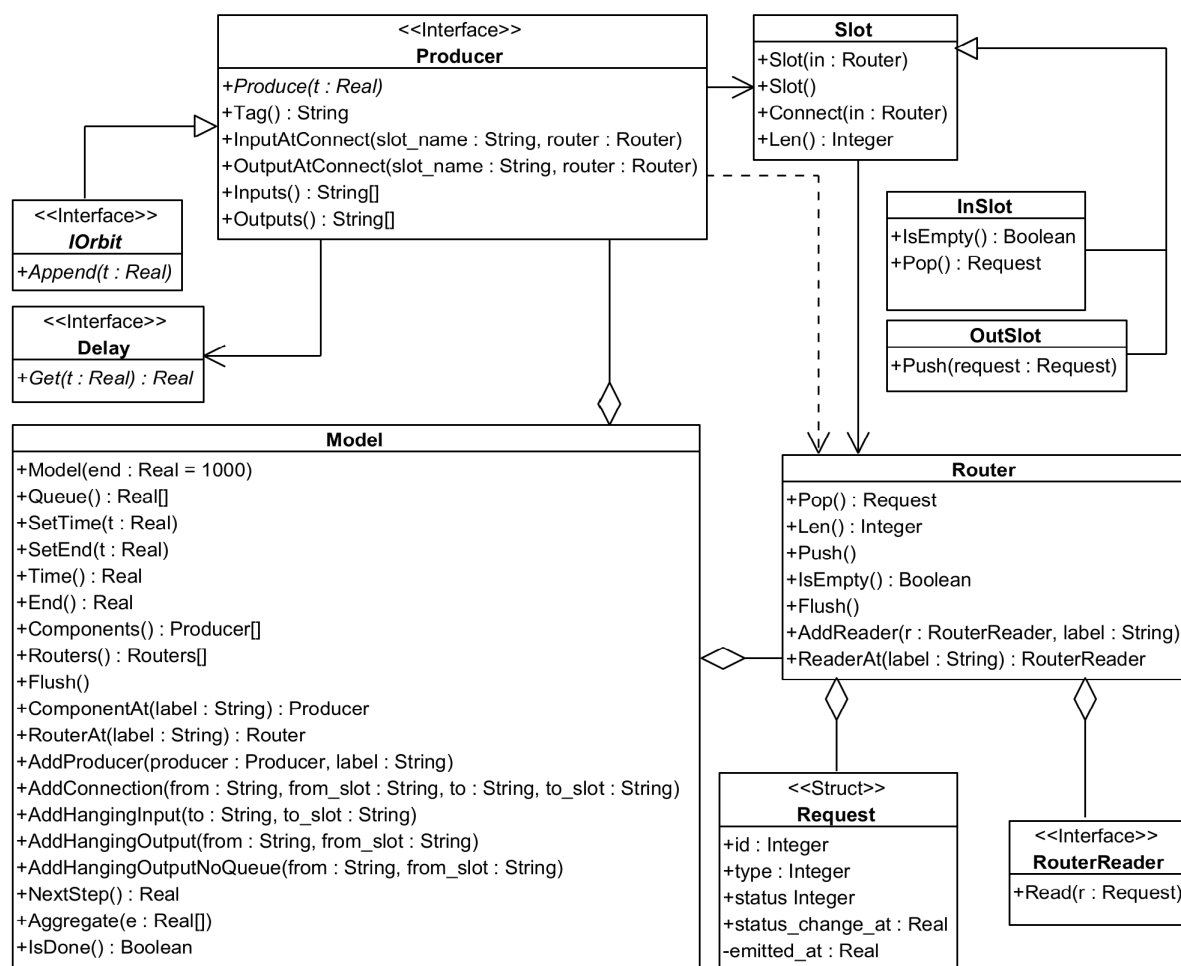 <<Interface>>
Producer
+Produce(t : Real)
+Tag() : String
+InputAtConnect(slot_name : String, router : Router)
+OutputAtConnect(slot_name : String, router : Router)
+Inputs() : String[]
+Outputs() : String[]
Slot
+Slot(in : Router)
+Slot()
+Connect(in : Router)
+Len() : Integer
<<Interface>>
IOrbit
+Append(t : Real)
InSlot
+IsEmpty() : Boolean
+Pop() : Request
<<Interface>>
Delay
+Get(t : Real) : Real
OutSlot
+Push(request : Request)
Model
+Model(end : Real = 1000)
+Queue() : Real[]
+SetTime(t : Real)
+SetEnd(t : Real)
+Time() : Real
+End() : Real
+Components() : Producer[]
+Routers() : Routers[]
+Flush()
+ComponentAt(label : String) : Producer
+RouterAt(label : String) : Router
+AddProducer(producer : Producer, label : String)
+AddConnection(from : String, from_slot : String, to : String, to_slot : String)
+AddHangingInput(to : String, to_slot : String)
+AddHangingOutput(from : String, from_slot : String)
+AddHangingOutputNoQueue(from : String, from_slot : String)
+NextStep() : Real
+Aggregate(e : Real[])
+IsDone() : Boolean
Router
+Pop() : Request
+Len() : Integer
+Push()
+IsEmpty() : Boolean
+Flush()
+AddReader(r : RouterReader, label : String)
+ReaderAt(label : String) : RouterReader
<<Struct>>
Request
+id : Integer
+type : Integer
+status Integer
+status_change_at : Real
-emitted_at : Real
<<Interface>>
RouterReader
+Read(r : Request)